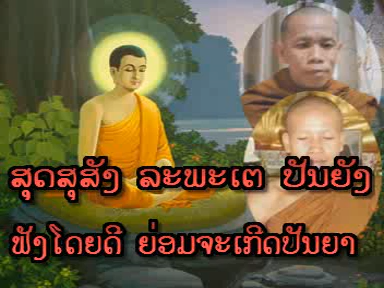 ສຸດສຸສັງ ລະພະເຕ ປັນຍັງ
ຟັງໂດຍດີ ຍ່ອມຈະເກີດປັນຍາ